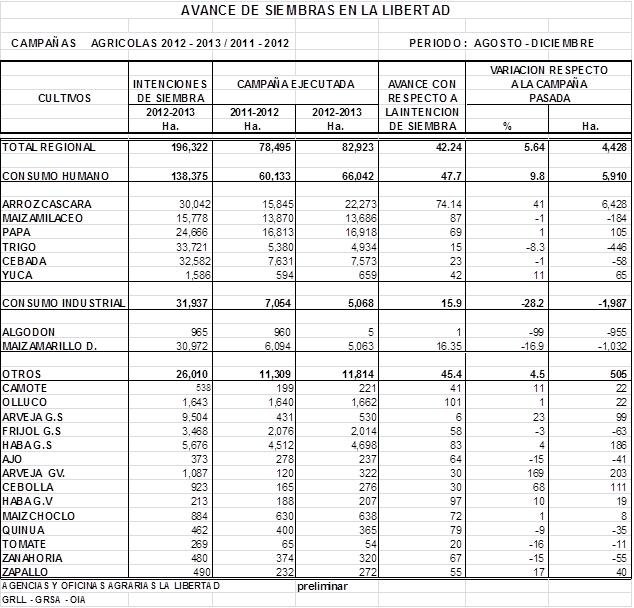 AVANCE DE SIEMBRAS EN LA LIBERTAD
CAMPAÑAS AGRICOLAS 2012 - 2013 / 2011 - 2012 PERIODO : AGOSTO - DICIEMBRE
VARIACION RESPECTO
INTENCIONES CAMPAÑA EJECUTADA AVANCE CON A LA CAMPAÑA
CULTIVOS DE SIEMBRA RESPECTO A PASADA
2012-2013 2011-2012 2012-2013 LA INTENCION
Ha. Ha. Ha. DE SIEMBRA % Ha.
TOTAL REGIONAL 196,322 78,495 82,923 42.24 5.64 4,428
CONSUMO HUMANO 138,375 60,133 66,042 47.7 9.8 5,910
ARROZ CASCARA 30,042 15,845 22,273 74.14 41 6,428
MAIZ AMILACEO 15,778 13,870 13,686 87 -1 -184
PAPA 24,666 16,813 16,918 69 1 105
TRIGO 33,721 5,380 4,934 15 -8.3 -446
CEBADA 32,582 7,631 7,573 23 -1 -58
YUCA 1,586 594 659 42 11 65
CONSUMO INDUSTRIAL 31,937 7,054 5,068 15.9 -28.2 -1,987
ALGODON 965 960 5 1 -99 -955
MAIZ AMARILLO D. 30,972 6,094 5,063 16.35 -16.9 -1,032
OTROS 26,010 11,309 11,814 45.4 4.5 505
CAMOTE 538 199 221 41 11 22
OLLUCO 1,643 1,640 1,662 101 1 22
ARVEJA G.S 9,504 431 530 6 23 99
FRIJOL G.S 3,468 2,076 2,014 58 -3 -63
HABA G.S 5,676 4,512 4,698 83 4 186
AJO 373 278 237 64 -15 -41
ARVEJA GV. 1,087 120 322 30 169 203
CEBOLLA 923 165 276 30 68 111
HABA G.V 213 188 207 97 10 19
MAIZ CHOCLO 884 630 638 72 1 8
QUINUA 462 400 365 79 -9 -35
TOMATE 269 65 54 20 -16 -11
ZANAHORIA 480 374 320 67 -15 -55
ZAPALLO 490 232 272 55 17 40
AGENCIAS Y OFICINAS AGRARIAS LA LIBERTAD preliminar
GRLL - GRSA - OIA